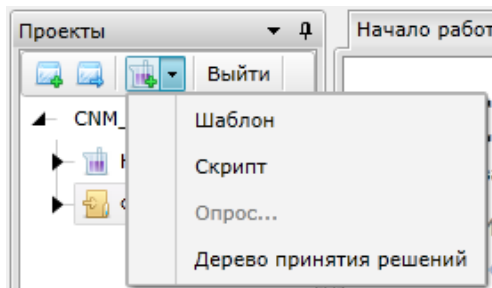 Проекты
Начало работ
Выйти
CNM_
Шаблон
Скрипт
Опрос...
Дерево принятия решений